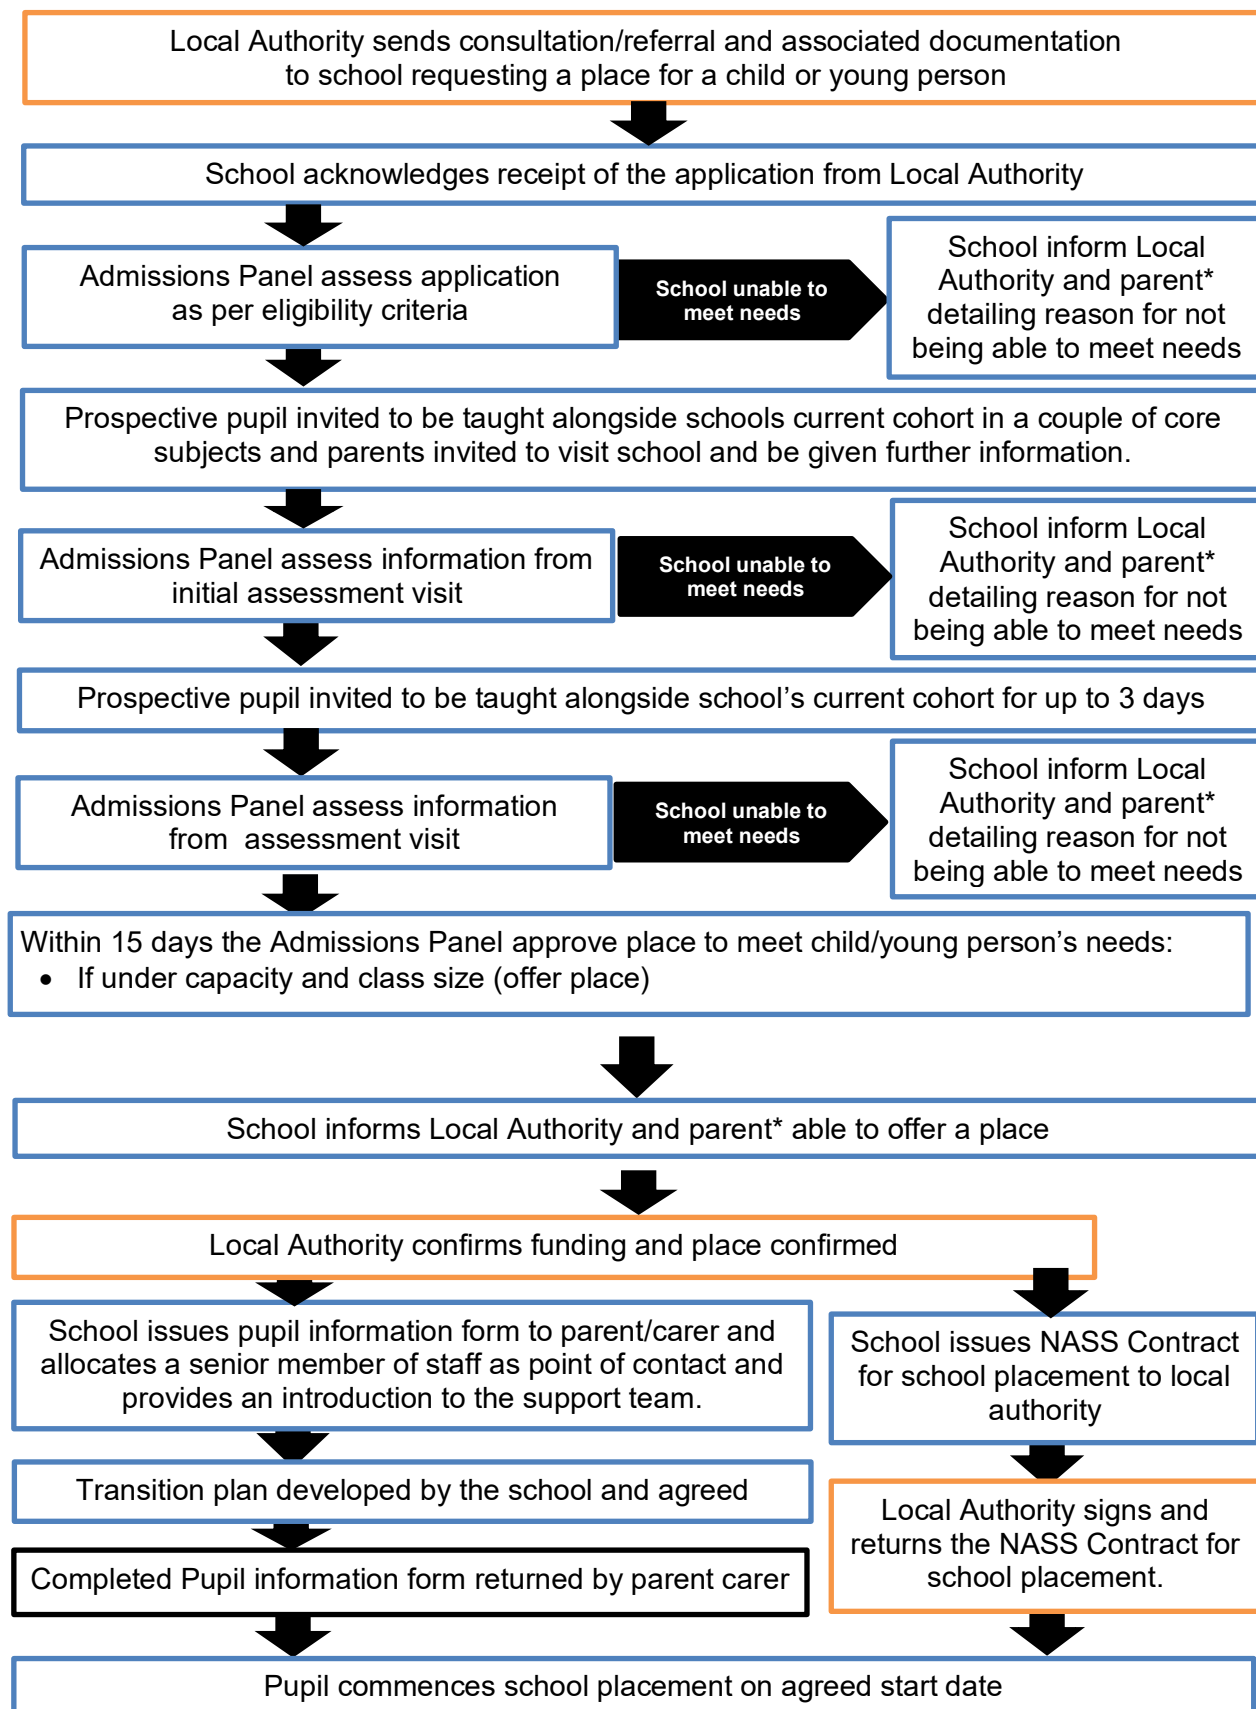 Local Authority sends consultation/referral and associated documentation
to school requesting a place for a child or young person
School acknowledges receipt of the application from Local Authority
Admissions Panel assess application
as per eligibility criteria
School unable to
meet needs
School inform Local
Authority and parent*
detailing reason for not
being able to meet needs
Prospective pupil invited to be taught alongside schools current cohort in a couple of core
subjects and parents invited to visit school and be given further information.
Admissions Panel assess information from
initial assessment visit
School unable to
meet needs
School inform Local
Authority and parent*
detailing reason for not
being able to meet needs
Prospective pupil invited to be taught alongside school’s current cohort for up to 3 days
Admissions Panel assess information
from  assessment visit
School unable to
meet needs
School inform Local
Authority and parent*
detailing reason for not
being able to meet needs
Within 15 days the Admissions Panel approve place to meet child/young person’s needs:
• If under capacity and class size (offer place)
School informs Local Authority and parent* able to offer a place
Local Authority confirms funding and place confirmed
School issues pupil information form to parent/carer and
allocates a senior member of staff as point of contact and
provides an introduction to the support team.
Transition plan developed by the school and agreed
Completed Pupil information form returned by parent carer
School issues NASS Contract
for school placement to local
authority
Local Authority signs and
returns the NASS Contract for
school placement.
Pupil commences school placement on agreed start date